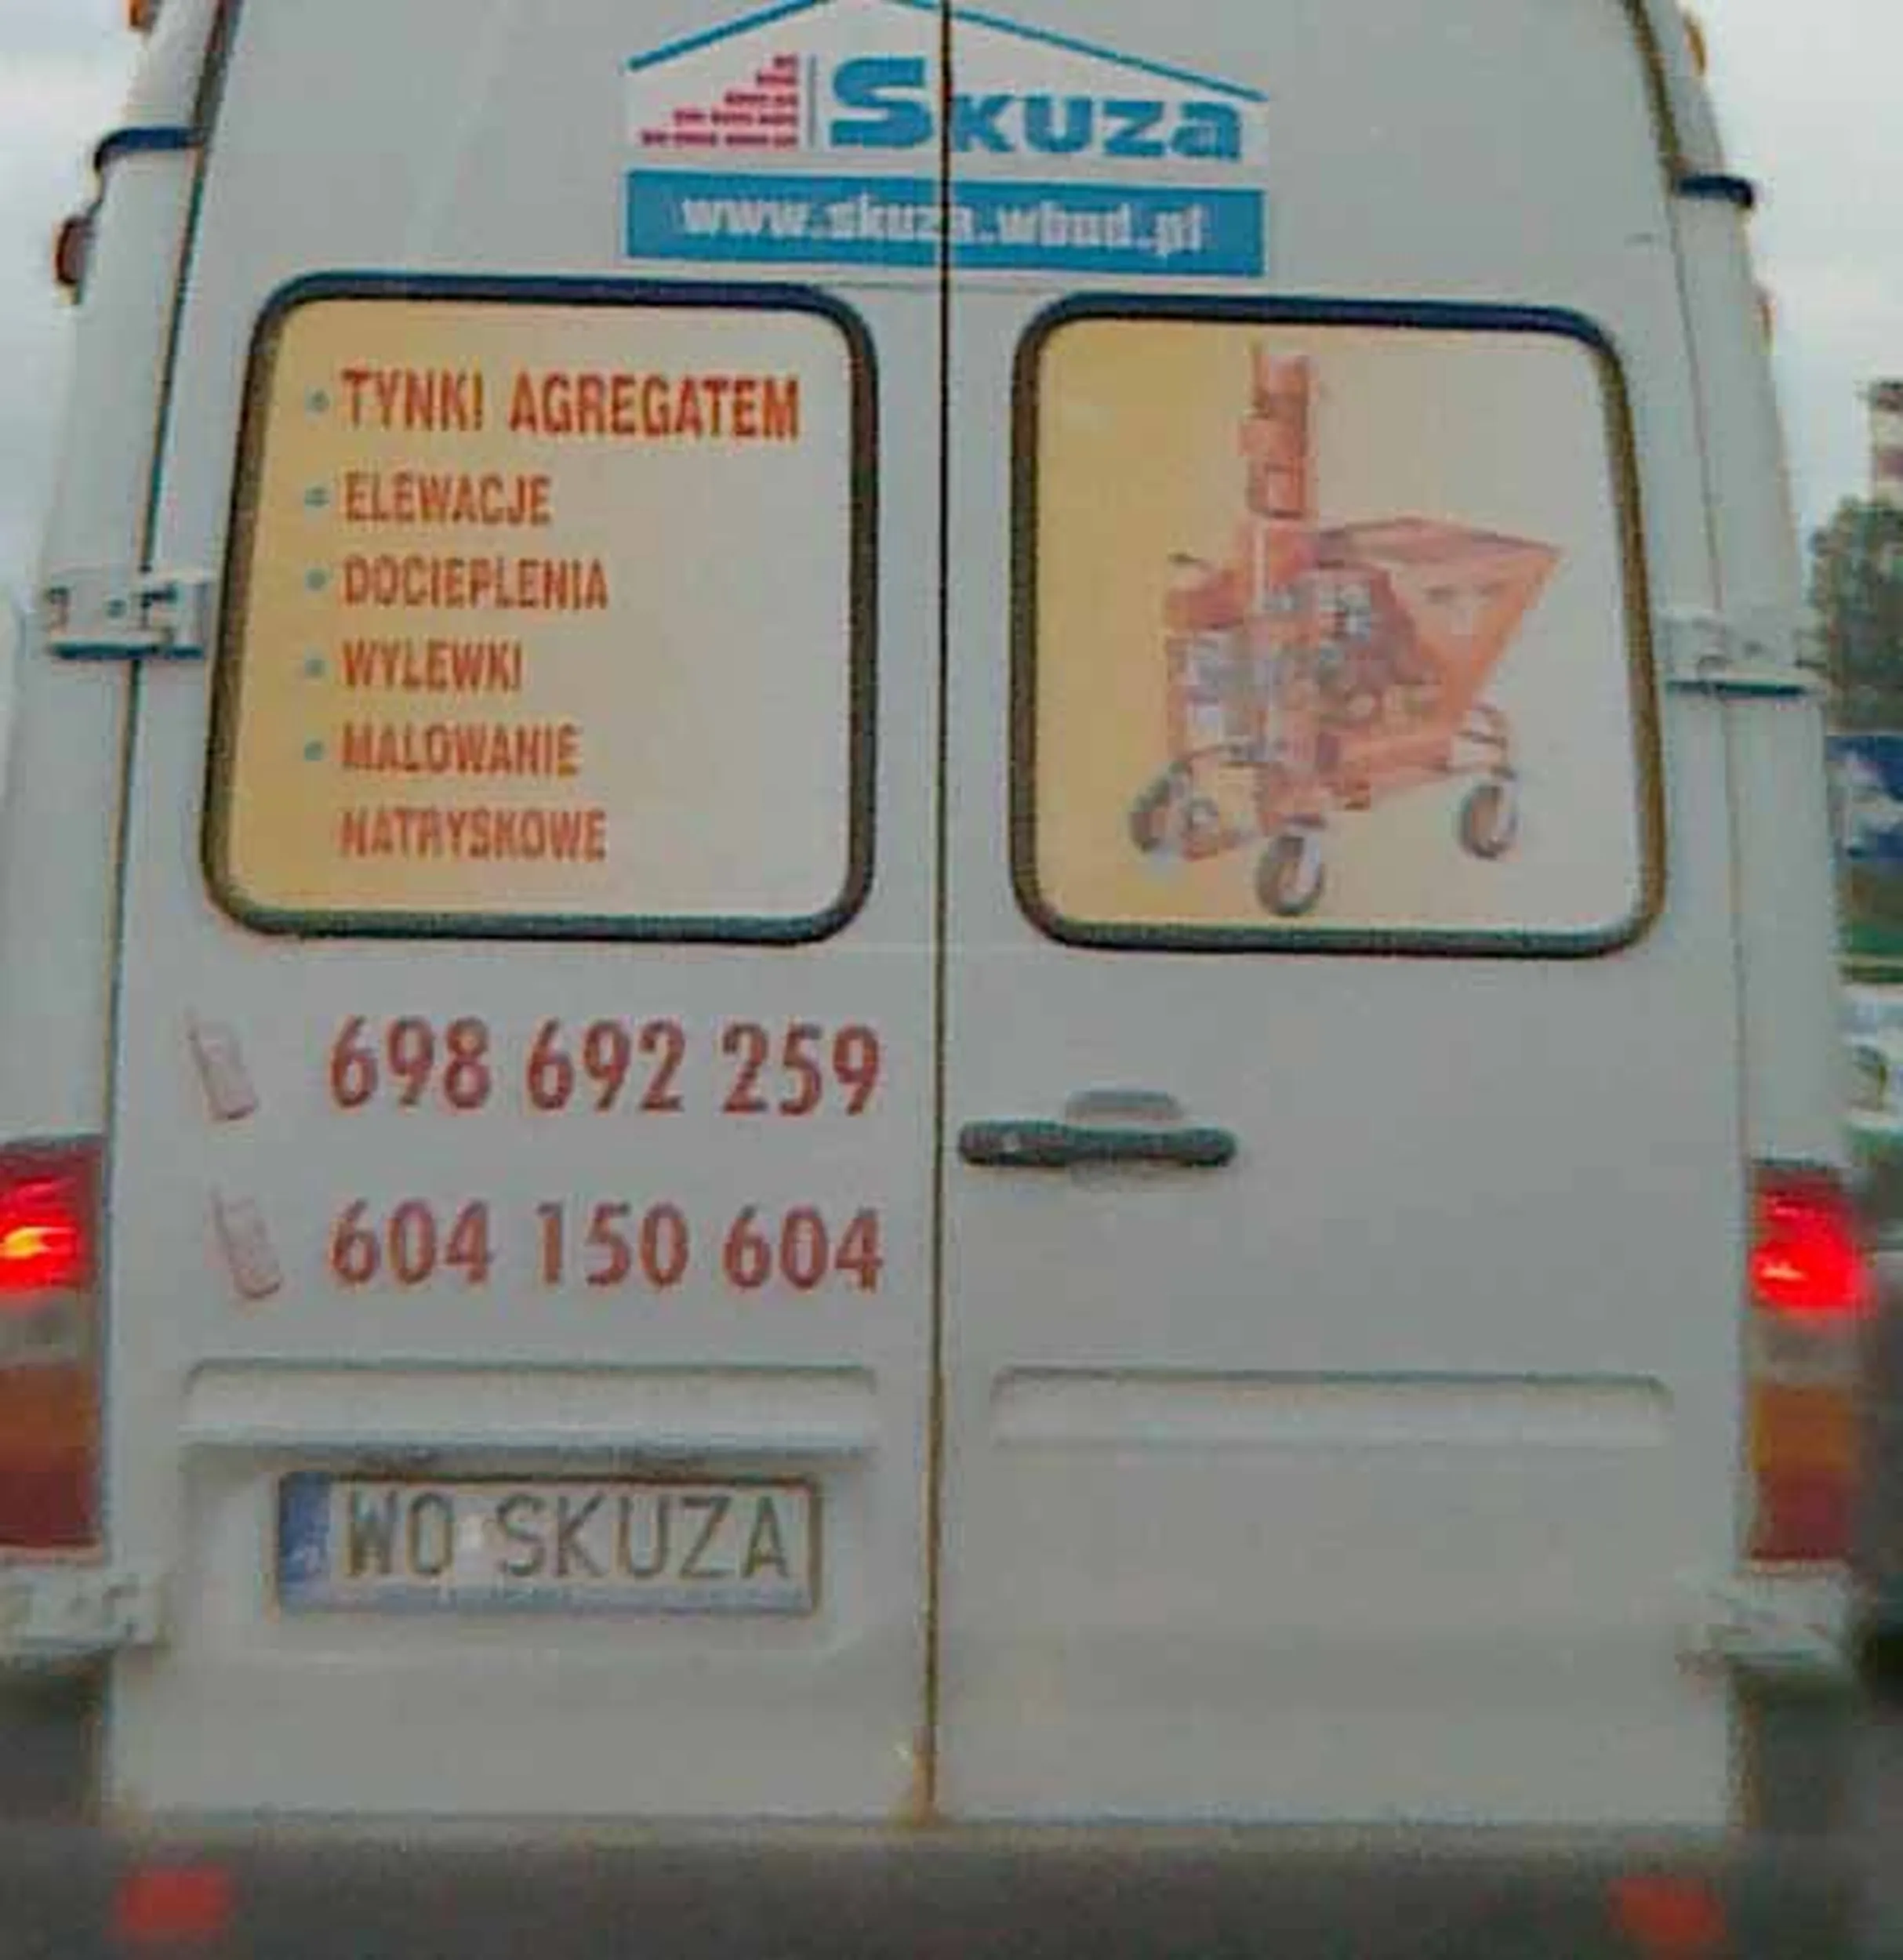 SKUZA
www.skuza.wbud.pl
• TYNKI AGREGATEM
• ELEWACJE
• DOCIEPLENIA
• WYLEWKI
• MALOWANIE
NATRYSKOWE
698 692 259
604 150 604
WO SKUZA